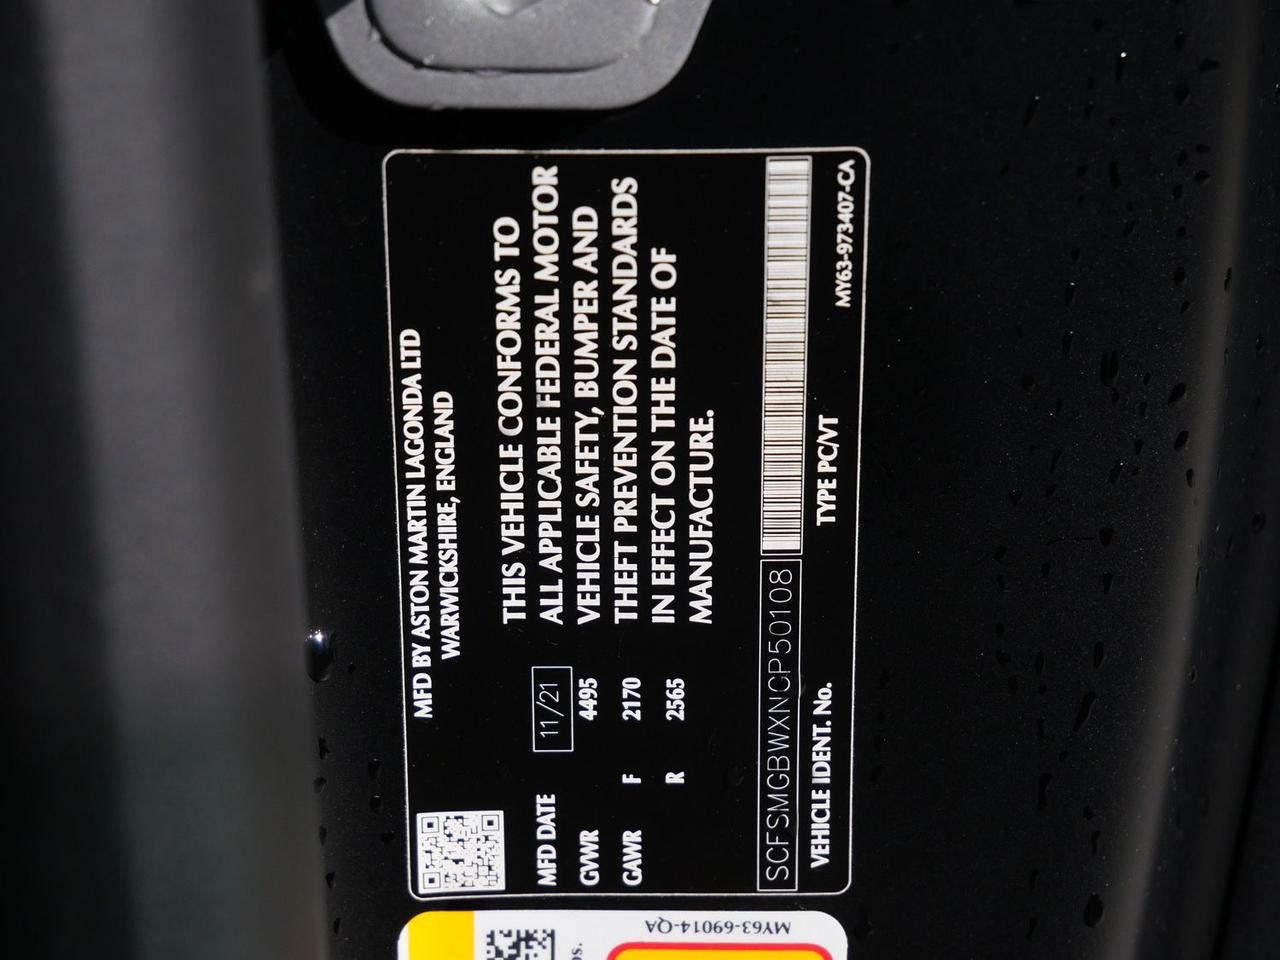 MFD BY ASTON MARTIN LAGONDA LTD
WARWICKSHIRE, ENGLAND
THIS VEHICLE CONFORMS TO
ALL APPLICABLE FEDERAL MOTOR
VEHICLE SAFETY, BUMPER AND
THEFT PREVENTION STANDARDS
IN EFFECT ON THE DATE OF
MANUFACTURE.
MFD DATE 11/21
GVWR 4495
GAWR F 2170
R 2565
SCFSMGBWXNGP50108
VEHICLE IDENT. No. TYPE PC/VT MY63-973407-CA
MY63-69014-QA